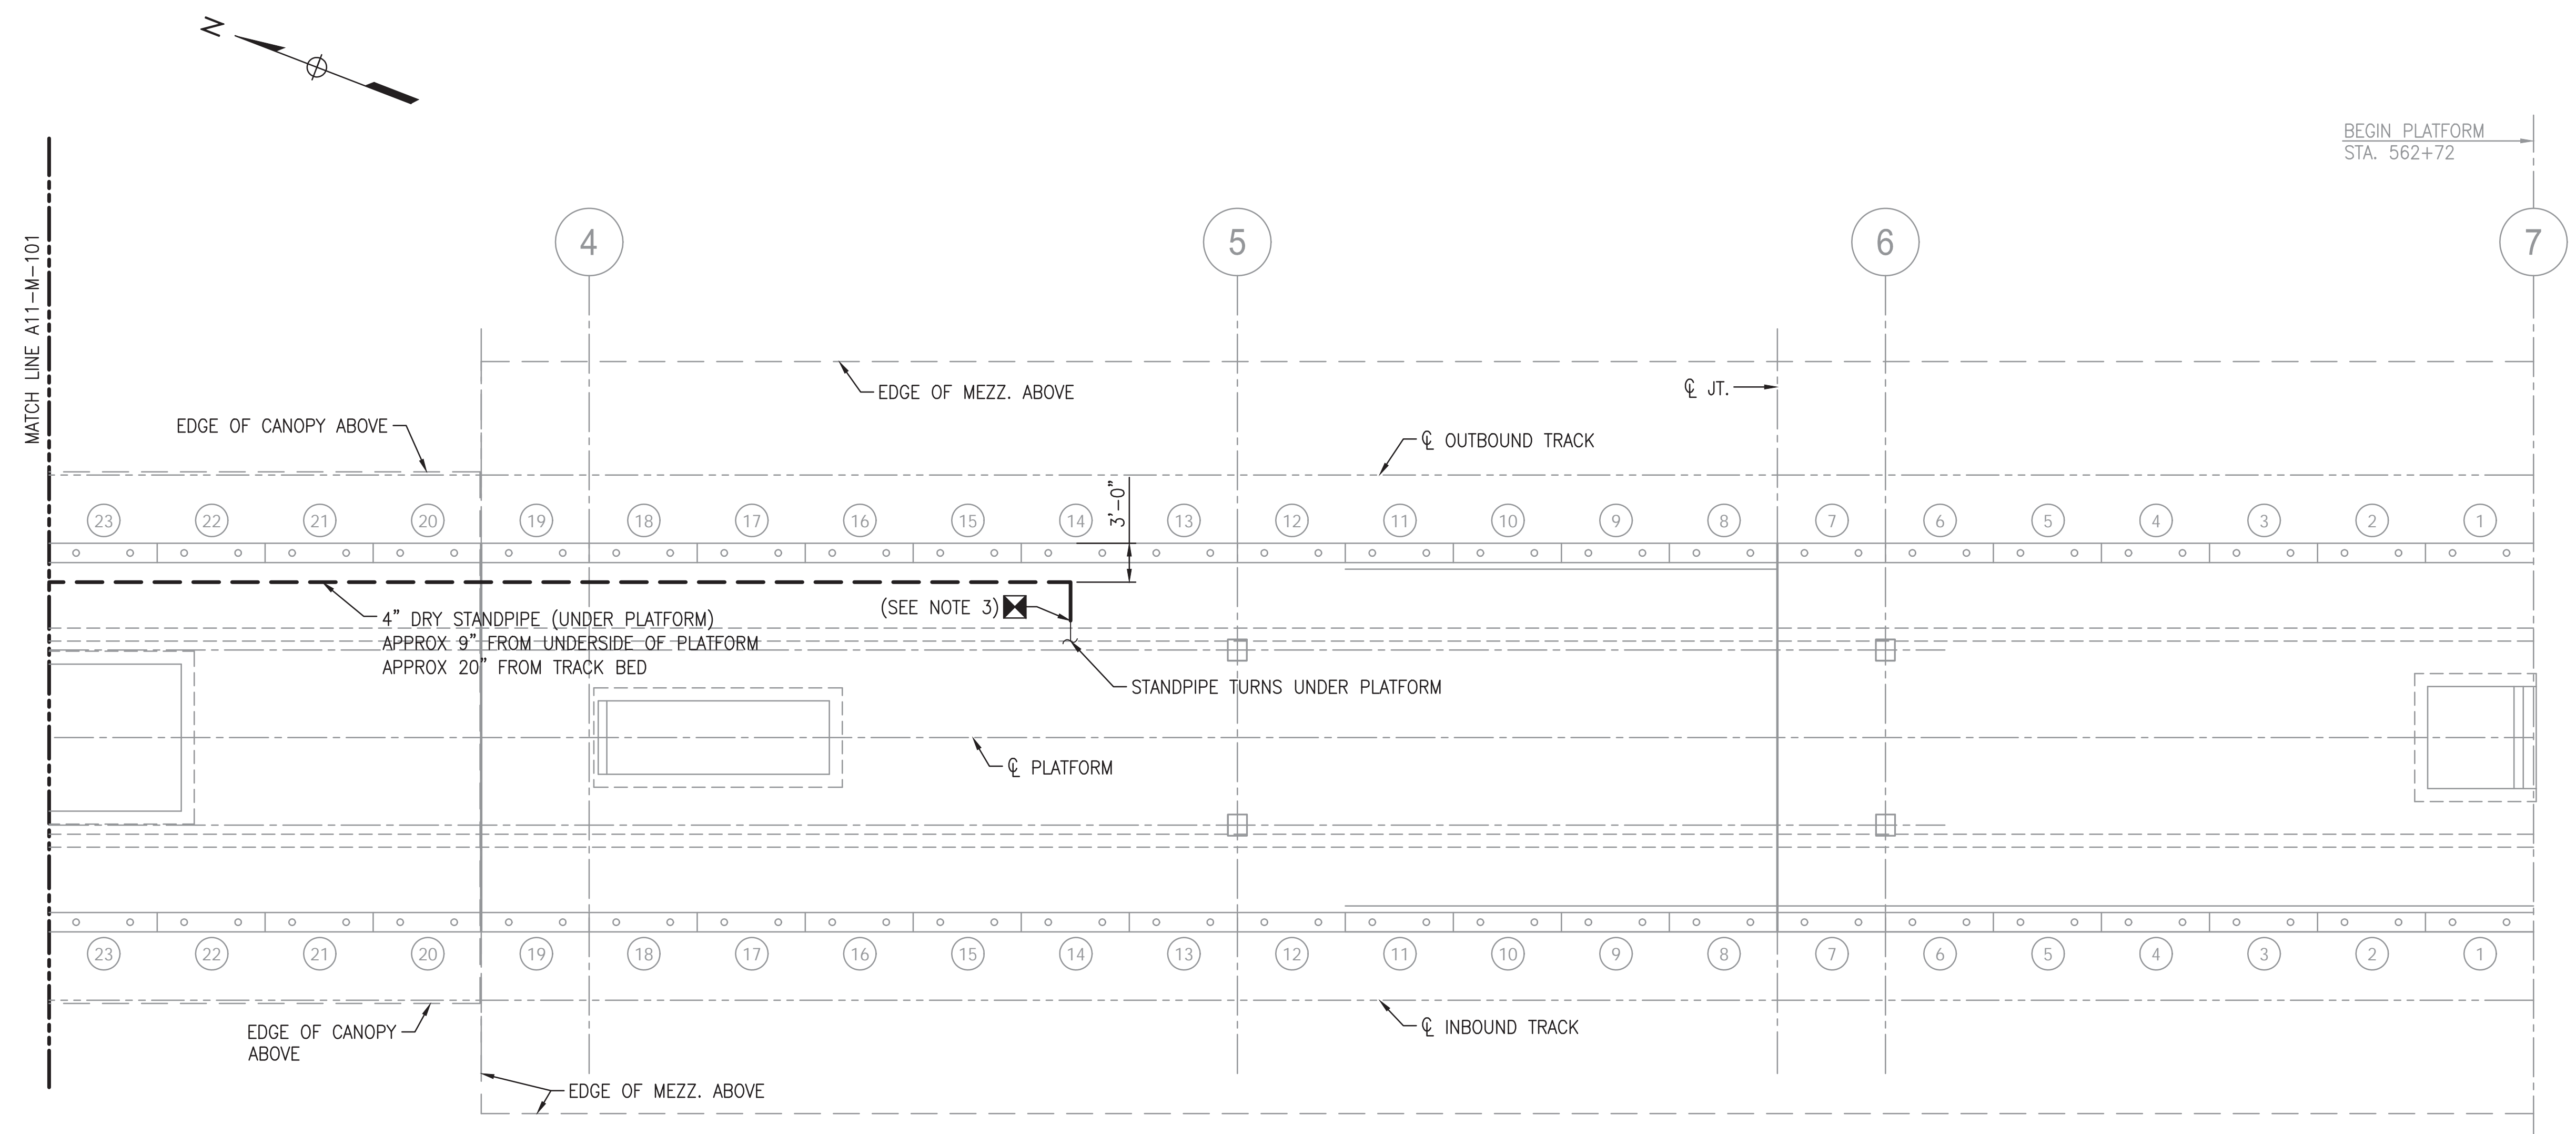 N
BEGIN PLATFORM
STA. 562+72
4
5
6
7
MATCH LINE A11-M-101
EDGE OF MEZZ. ABOVE
℄ JT.
EDGE OF CANOPY ABOVE
℄ OUTBOUND TRACK
3'-0"
23 22 21 20 19 18 17 16 15 14 13 12 11 10 9 8 7 6 5 4 3 2 1
(SEE NOTE 3)
4" DRY STANDPIPE (UNDER PLATFORM)
APPROX 9" FROM UNDERSIDE OF PLATFORM
APPROX 20" FROM TRACK BED
STANDPIPE TURNS UNDER PLATFORM
℄ PLATFORM
23 22 21 20 19 18 17 16 15 14 13 12 11 10 9 8 7 6 5 4 3 2 1
EDGE OF CANOPY
ABOVE
℄ INBOUND TRACK
EDGE OF MEZZ. ABOVE